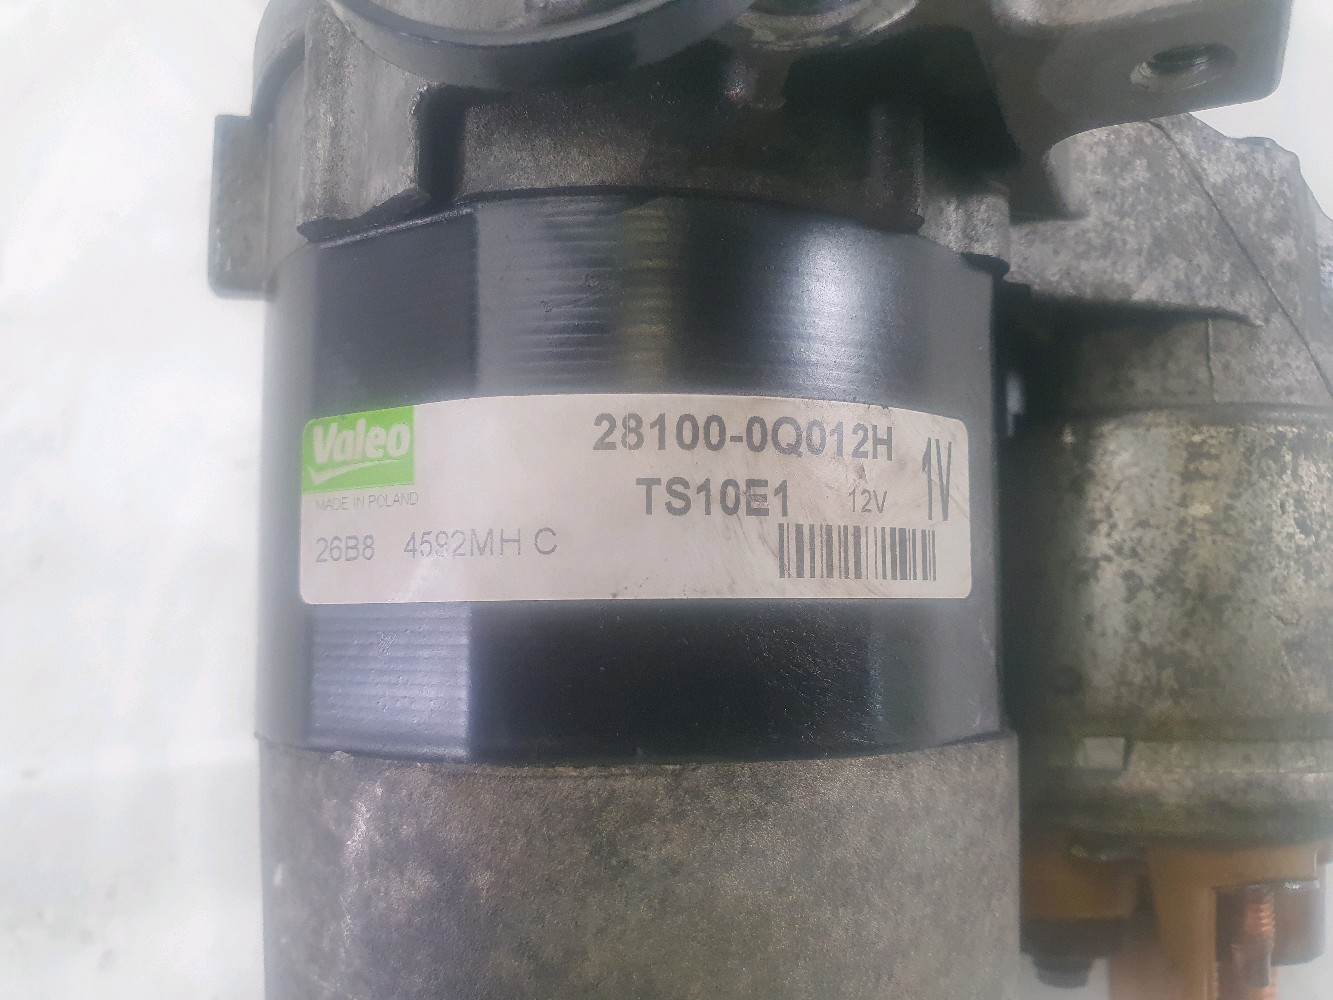 Valeo
MADE IN POLAND
28100-0Q012H
TS10E1 12V 1V
26B8 4592MH C